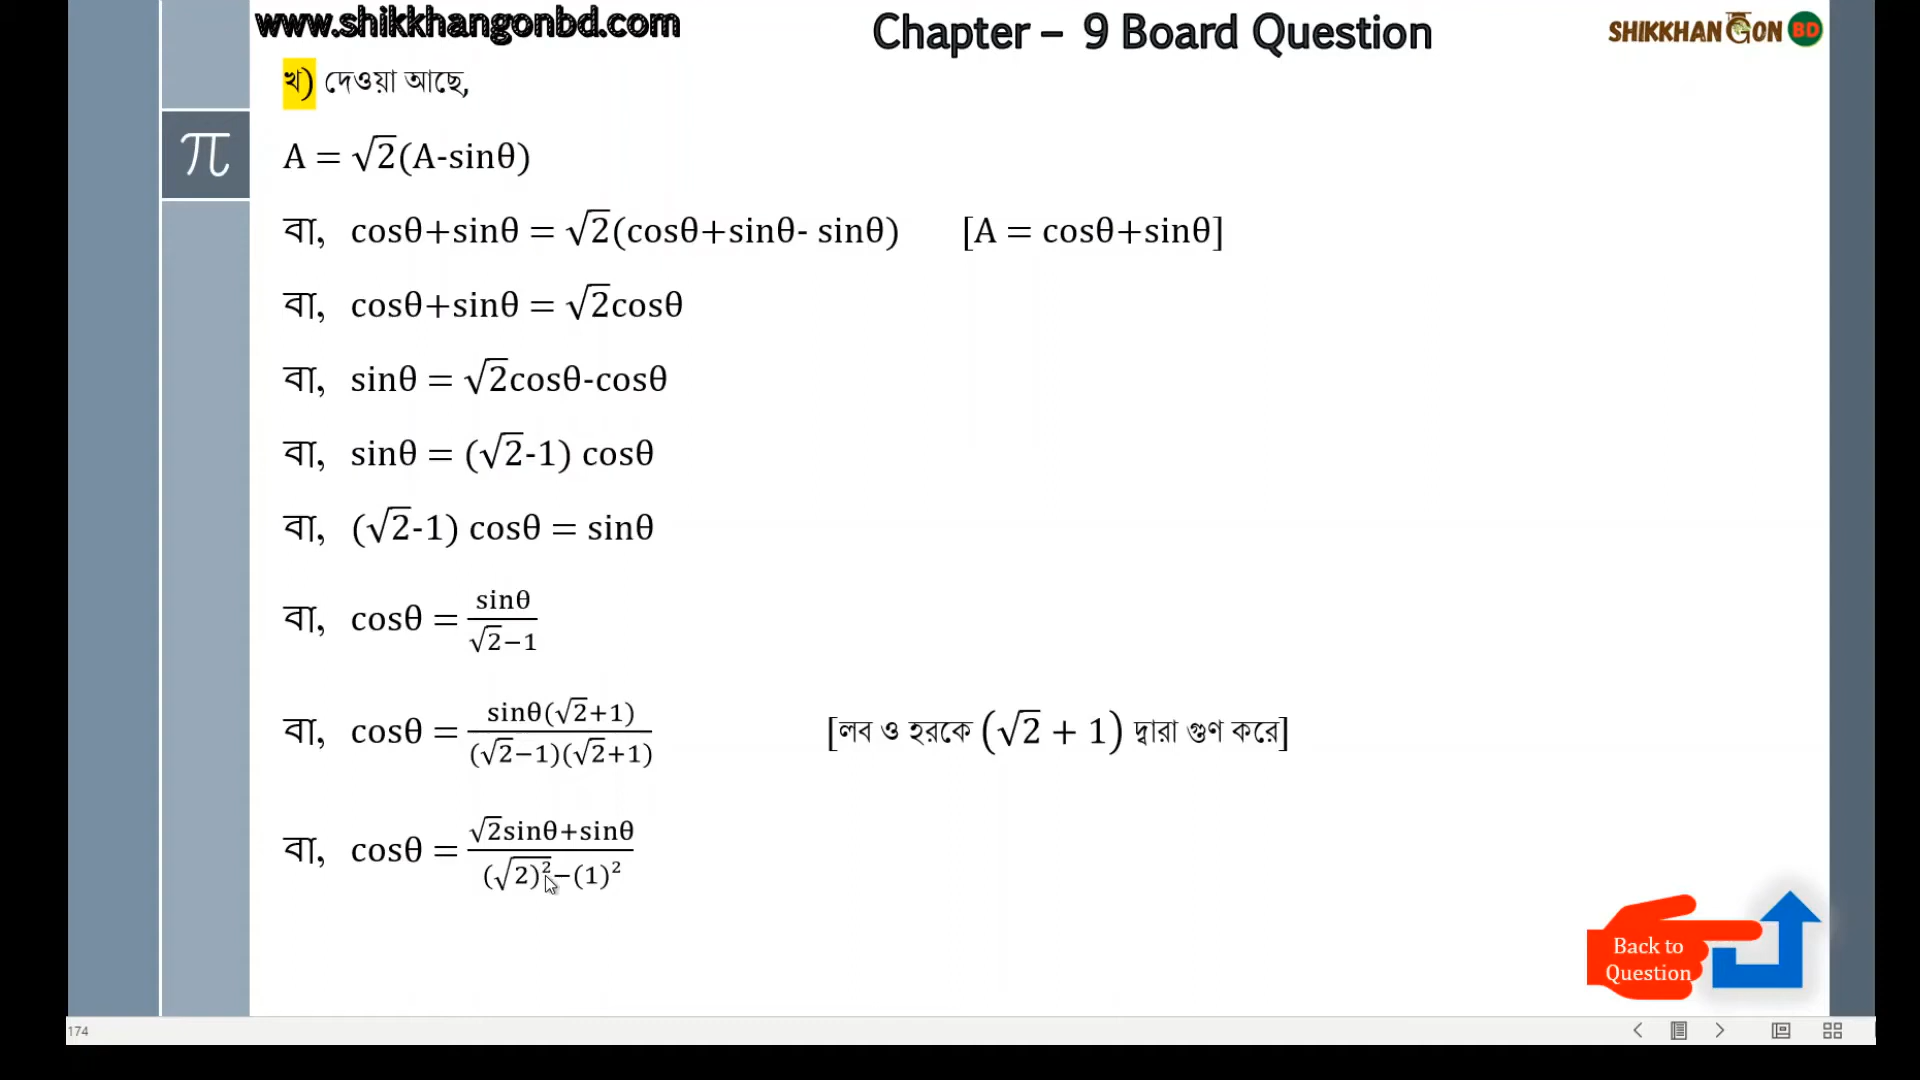 www.shikkhangonbd.com
Chapter – 9 Board Question
SHIKKHANGON BD
খ) দেওয়া আছে,
π
A = √2(A-sinθ)
বা, cosθ+sinθ = √2(cosθ+sinθ- sinθ) [A = cosθ+sinθ]
বা, cosθ+sinθ = √2cosθ
বা, sinθ = √2cosθ-cosθ
বা, sinθ = (√2-1) cosθ
বা, (√2-1) cosθ = sinθ
বা, cosθ = sinθ/(√2−1)
বা, cosθ = sinθ(√2+1)/((√2−1)(√2+1)) [লব ও হরকে (√2 + 1) দ্বারা গুণ করে]
বা, cosθ = (√2sinθ+sinθ)/((√2)²−(1)²)
Back to
Question
174